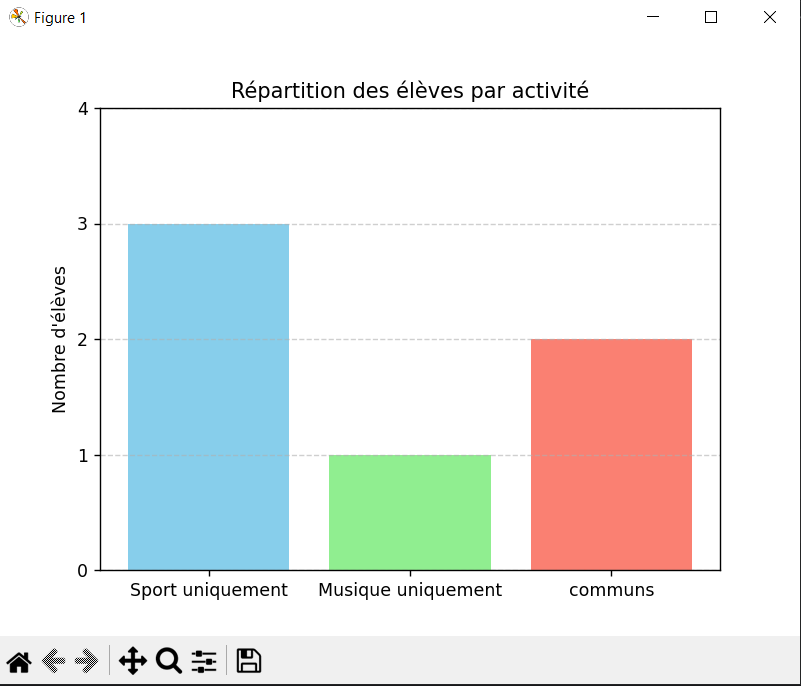 Figure 1
Répartition des élèves par activité
4
3
2
1
0
Nombre d'élèves
Sport uniquement
Musique uniquement
communs